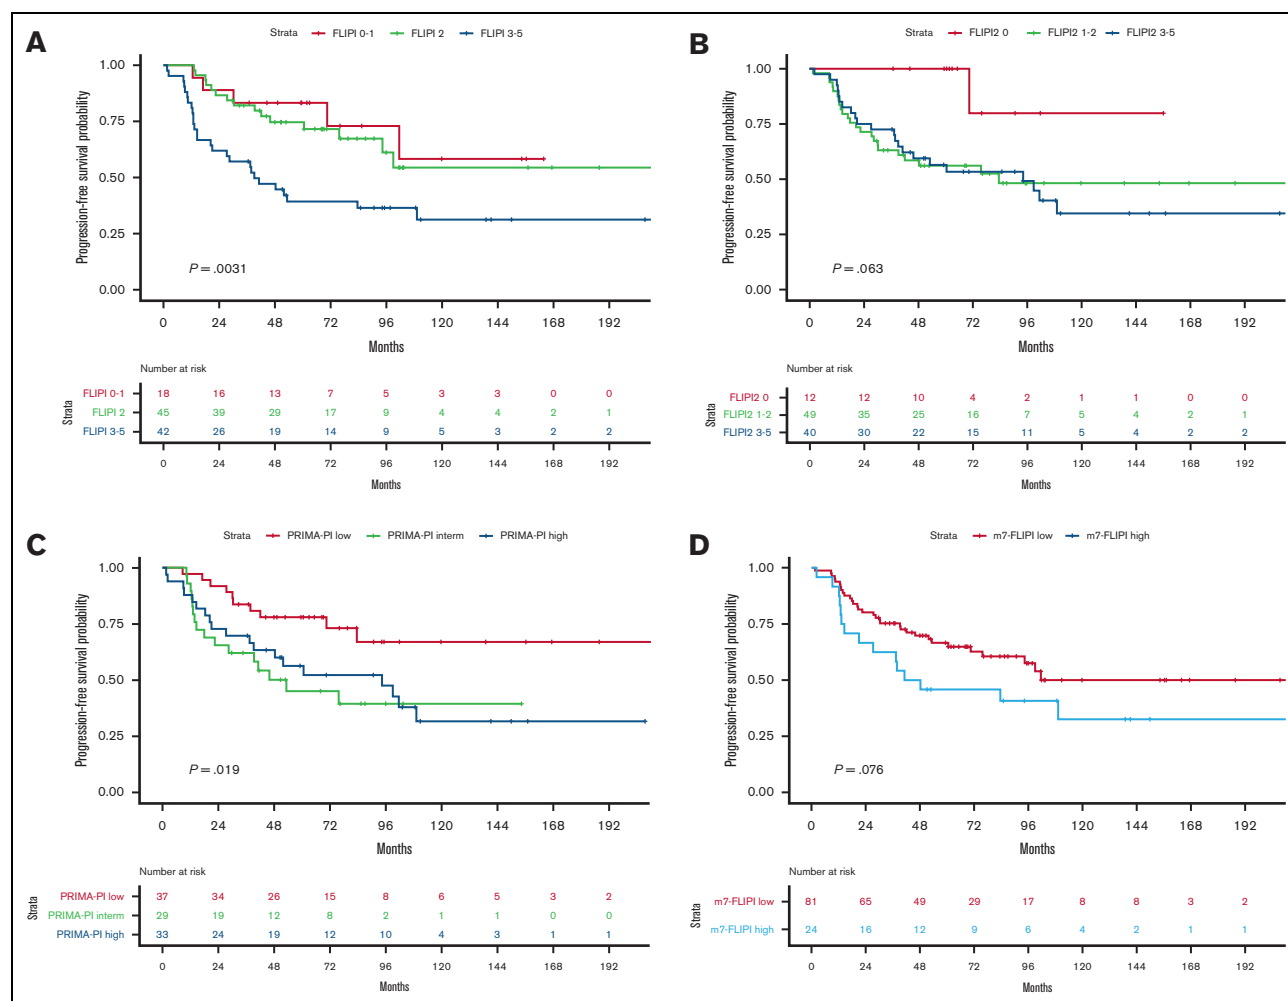 A
Strata FLIPI 0-1 FLIPI 2 FLIPI 3-5
Progression-free survival probability
1.00
0.75
0.50
0.25
0.00
P = .0031
0 24 48 72 96 120 144 168 192
Months
Number at risk
Strata
FLIPI 0-1 18 16 13 7 5 3 3 0 0
FLIPI 2 45 39 29 17 9 4 4 2 1
FLIPI 3-5 42 26 19 14 9 5 3 2 2
0 24 48 72 96 120 144 168 192
Months
B
Strata FLIPI2 0 FLIPI2 1-2 FLIPI2 3-5
Progression-free survival probability
1.00
0.75
0.50
0.25
0.00
P = .063
0 24 48 72 96 120 144 168 192
Months
Number at risk
Strata
FLIPI2 0 12 12 10 4 2 1 1 0 0
FLIPI2 1-2 49 35 25 16 7 5 4 2 1
FLIPI2 3-5 40 30 22 15 11 5 4 2 2
0 24 48 72 96 120 144 168 192
Months
C
Strata PRIMA-PI low PRIMA-PI interm PRIMA-PI high
Progression-free survival probability
1.00
0.75
0.50
0.25
0.00
P = .019
0 24 48 72 96 120 144 168 192
Months
Number at risk
Strata
PRIMA-PI low 37 34 26 15 8 6 5 3 2
PRIMA-PI interm 29 19 12 8 2 1 1 0 0
PRIMA-PI high 33 24 19 12 10 4 3 1 1
0 24 48 72 96 120 144 168 192
Months
D
Strata m7-FLIPI low m7-FLIPI high
Progression-free survival probability
1.00
0.75
0.50
0.25
0.00
P = .076
0 24 48 72 96 120 144 168 192
Months
Number at risk
Strata
m7-FLIPI low 81 65 49 29 17 8 8 3 2
m7-FLIPI high 24 16 12 9 6 4 2 1 1
0 24 48 72 96 120 144 168 192
Months